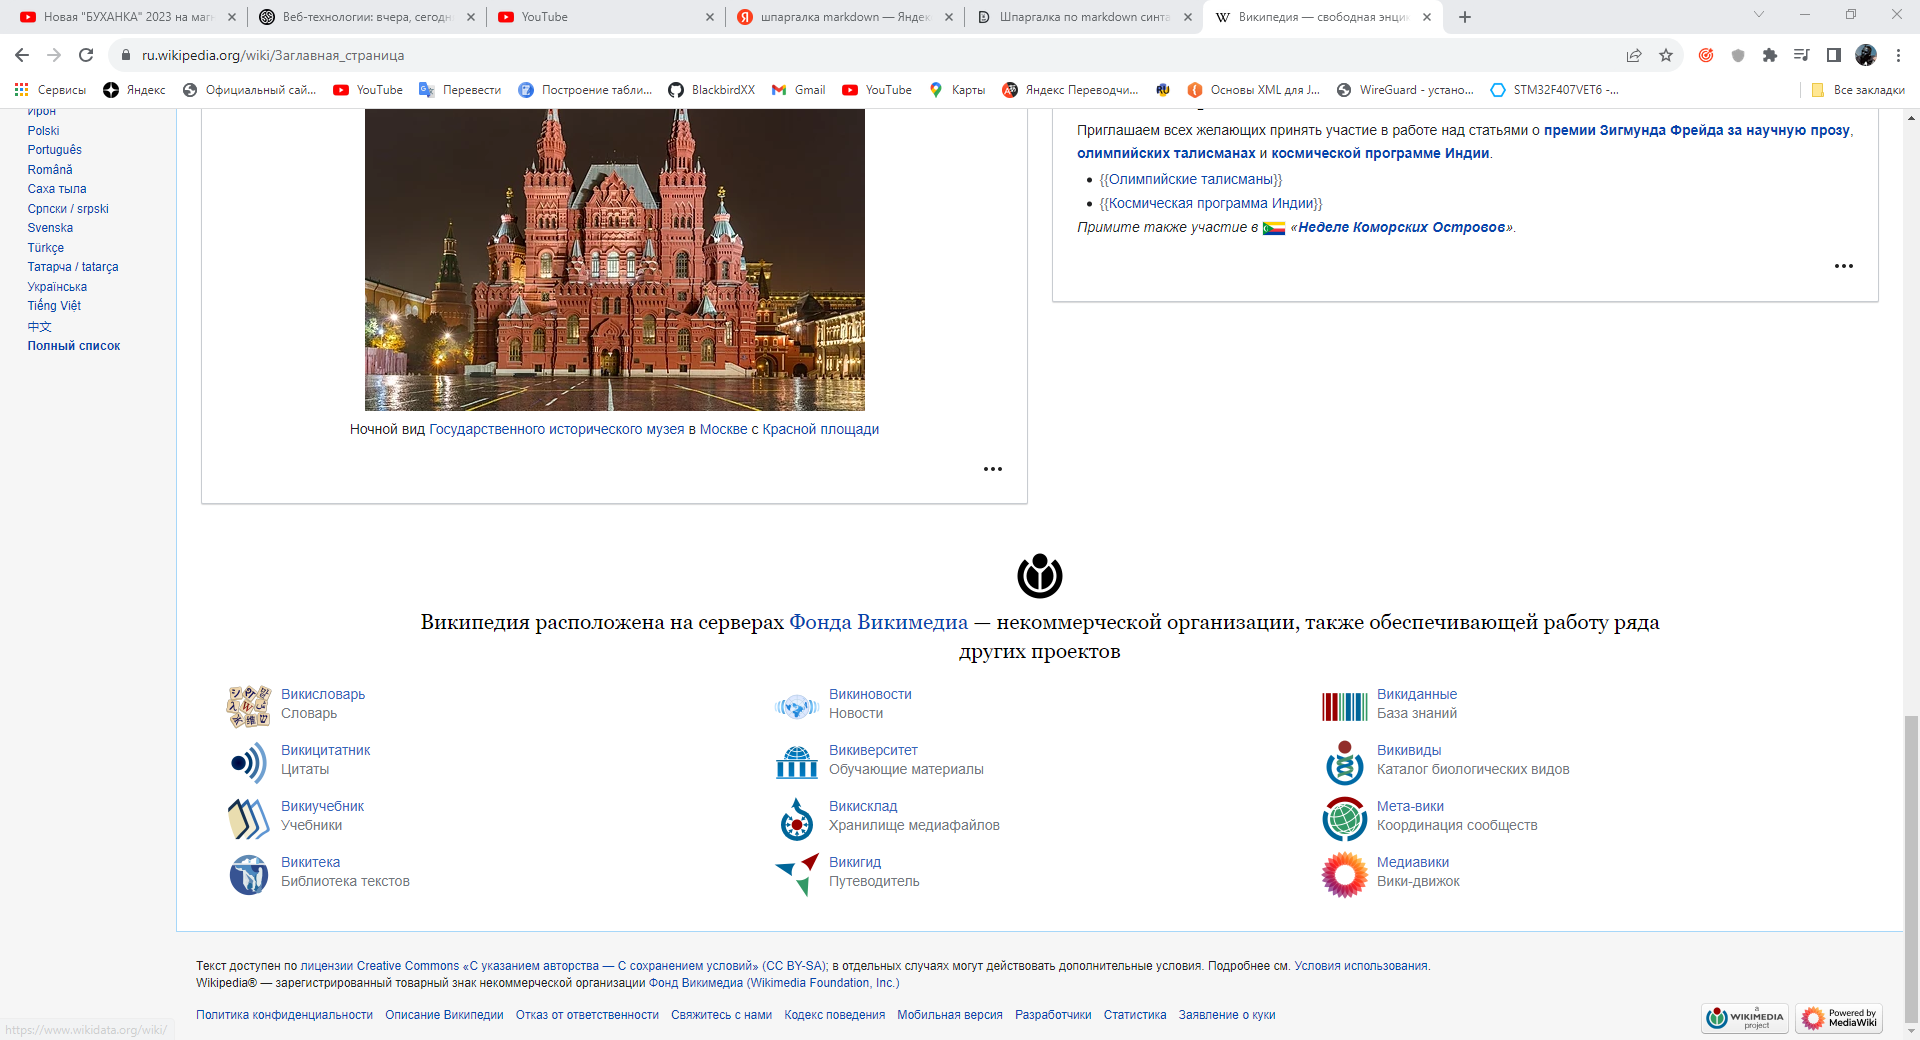 Новая "БУХАНКА" 2023 на маг
Веб-технологии: вчера, сегодн
YouTube
шпаргалка markdown — Яндек
Шпаргалка по markdown синта
Википедия — свободная энци
ru.wikipedia.org/wiki/Заглавная_страница
Сервисы
Яндекс
Официальный сай...
YouTube
Перевести
Построение табли...
BlackbirdXX
Gmail
YouTube
Карты
Яндекс Переводчи...
Основы XML для J...
WireGuard - устано...
STM32F407VET6 -...
Все закладки
Ирон
Polski
Português
Română
Саха тыла
Српски / srpski
Svenska
Türkçe
Татарча / tatarça
Українська
Tiếng Việt
中文
Полный список
Ночной вид Государственного исторического музея в Москве с Красной площади
Приглашаем всех желающих принять участие в работе над статьями о премии Зигмунда Фрейда за научную прозу,
олимпийских талисманах и космической программе Индии.
{{Олимпийские талисманы}}
{{Космическая программа Индии}}
Примите также участие в «Неделе Коморских Островов».
Википедия расположена на серверах Фонда Викимедиа — некоммерческой организации, также обеспечивающей работу ряда
других проектов
Викисловарь
Словарь
Викиновости
Новости
Викиданные
База знаний
Викицитатник
Цитаты
Викиверситет
Обучающие материалы
Викивиды
Каталог биологических видов
Викиучебник
Учебники
Викисклад
Хранилище медиафайлов
Мета-вики
Координация сообществ
Викитека
Библиотека текстов
Викигид
Путеводитель
Медиавики
Вики-движок
Текст доступен по лицензии Creative Commons «С указанием авторства — С сохранением условий» (CC BY-SA); в отдельных случаях могут действовать дополнительные условия. Подробнее см. Условия использования.
Wikipedia® — зарегистрированный товарный знак некоммерческой организации Фонд Викимедиа (Wikimedia Foundation, Inc.)
Политика конфиденциальности
Описание Википедии
Отказ от ответственности
Свяжитесь с нами
Кодекс поведения
Мобильная версия
Разработчики
Статистика
Заявление о куки
a
WIKIMEDIA
project
Powered by
MediaWiki
https://www.wikidata.org/wiki/